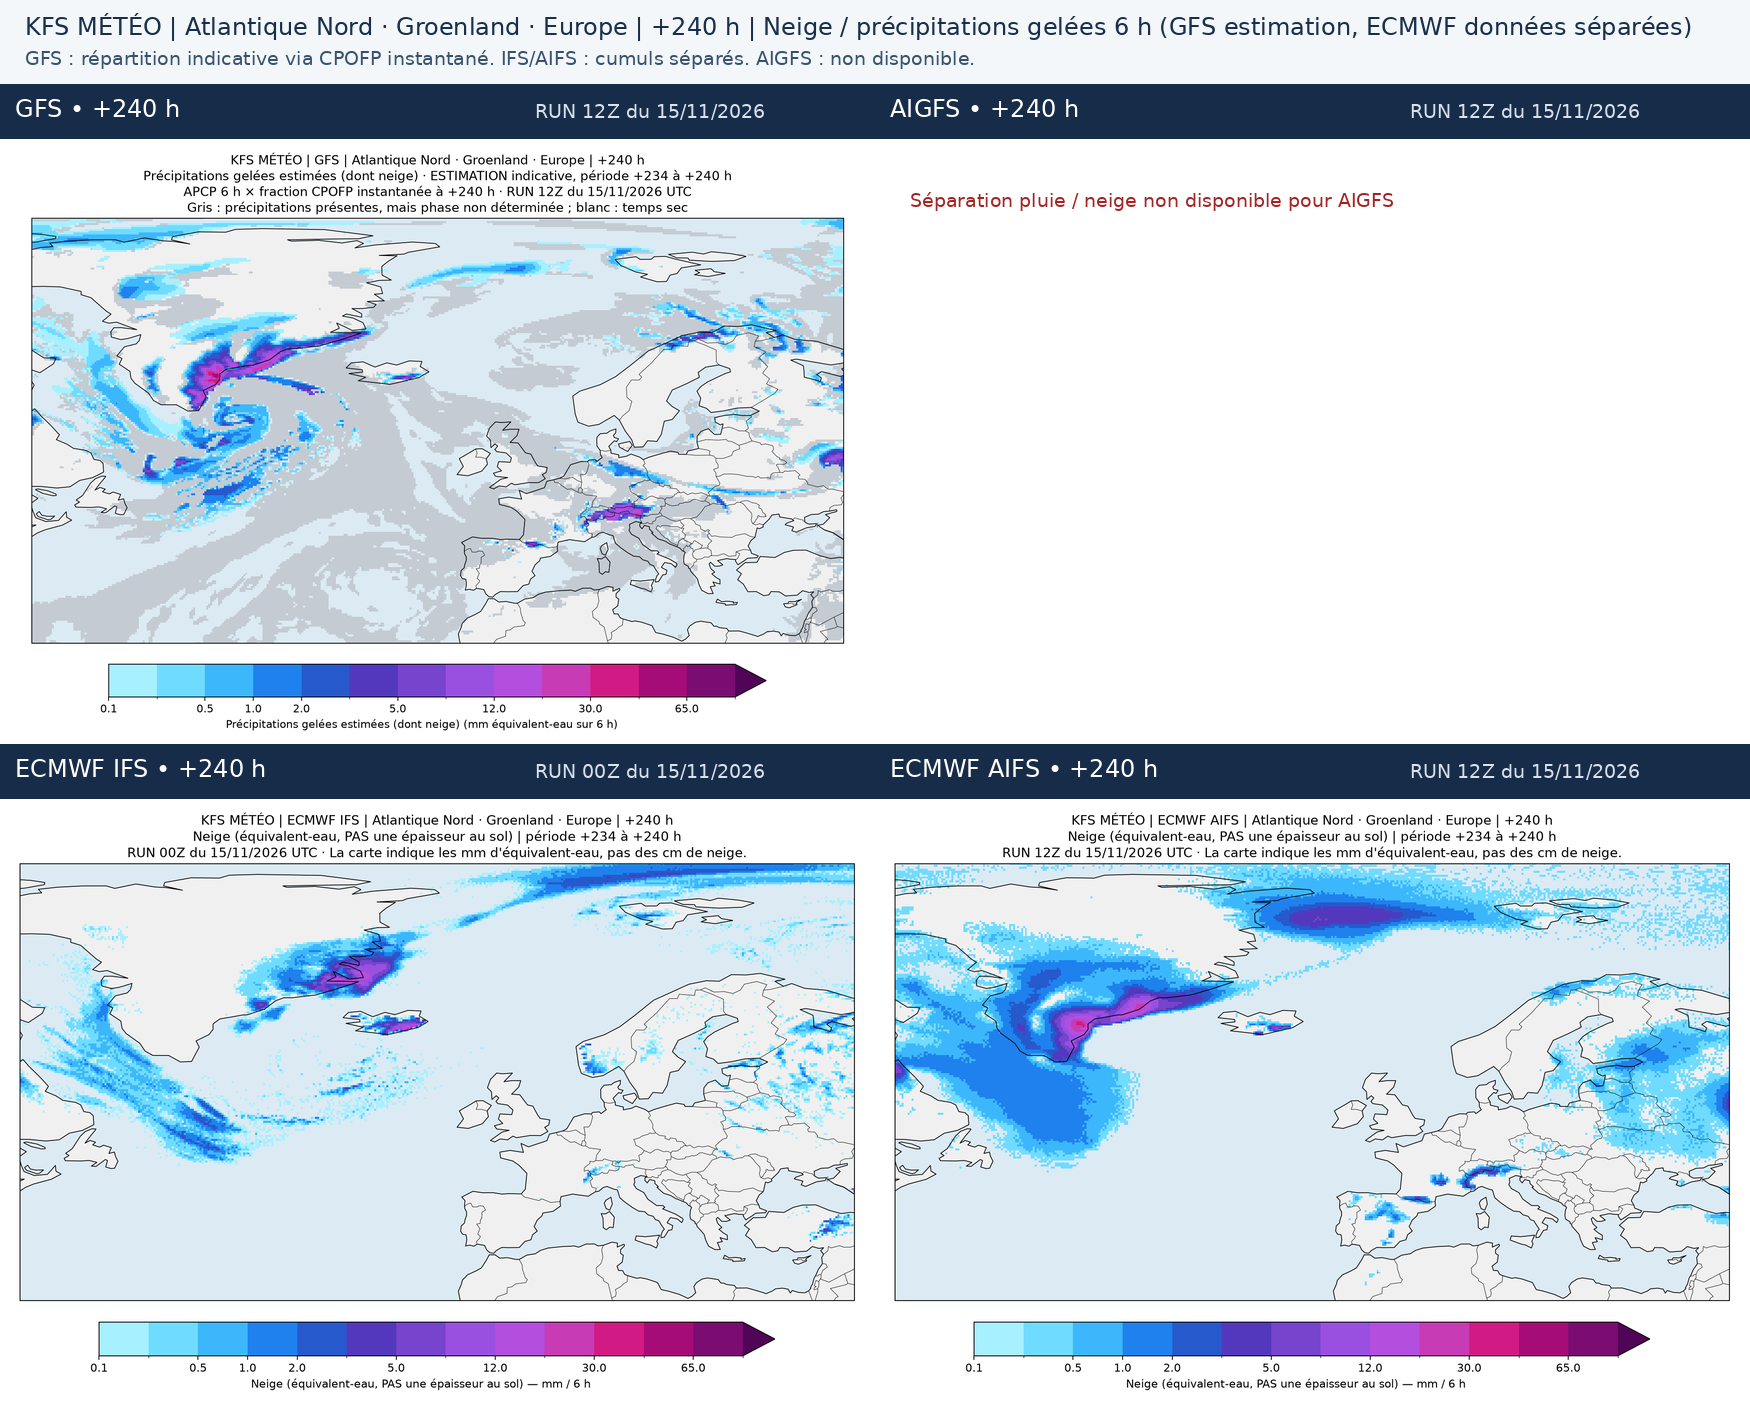 KFS MÉTÉO | Atlantique Nord · Groenland · Europe | +240 h | Neige / précipitations gelées 6 h (GFS estimation, ECMWF données séparées)
GFS : répartition indicative via CPOFP instantané. IFS/AIFS : cumuls séparés. AIGFS : non disponible.
GFS • +240 h
RUN 12Z du 15/11/2026
AIGFS • +240 h
RUN 12Z du 15/11/2026
KFS MÉTÉO | GFS | Atlantique Nord · Groenland · Europe | +240 h
Précipitations gelées estimées (dont neige) · ESTIMATION indicative, période +234 à +240 h
APCP 6 h × fraction CPOFP instantanée à +240 h · RUN 12Z du 15/11/2026 UTC
Gris : précipitations présentes, mais phase non déterminée ; blanc : temps sec
Séparation pluie / neige non disponible pour AIGFS
0.1 0.5 1.0 2.0 5.0 12.0 30.0 65.0
Précipitations gelées estimées (dont neige) (mm équivalent-eau sur 6 h)
ECMWF IFS • +240 h
RUN 00Z du 15/11/2026
ECMWF AIFS • +240 h
RUN 12Z du 15/11/2026
KFS MÉTÉO | ECMWF IFS | Atlantique Nord · Groenland · Europe | +240 h
Neige (équivalent-eau, PAS une épaisseur au sol) | période +234 à +240 h
RUN 00Z du 15/11/2026 UTC · La carte indique les mm d'équivalent-eau, pas des cm de neige.
KFS MÉTÉO | ECMWF AIFS | Atlantique Nord · Groenland · Europe | +240 h
Neige (équivalent-eau, PAS une épaisseur au sol) | période +234 à +240 h
RUN 12Z du 15/11/2026 UTC · La carte indique les mm d'équivalent-eau, pas des cm de neige.
0.1 0.5 1.0 2.0 5.0 12.0 30.0 65.0
Neige (équivalent-eau, PAS une épaisseur au sol) — mm / 6 h
0.1 0.5 1.0 2.0 5.0 12.0 30.0 65.0
Neige (équivalent-eau, PAS une épaisseur au sol) — mm / 6 h